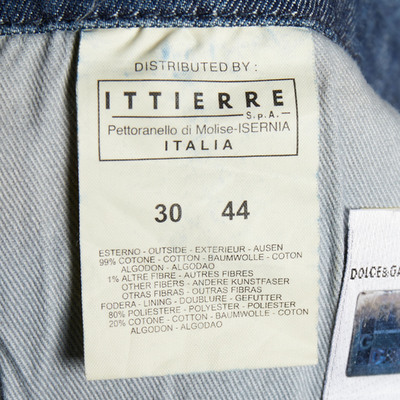 DISTRIBUTED BY :
ITTIERRE
S.p.A.
Pettoranello di Molise-ISERNIA
ITALIA
30 44
ESTERNO - OUTSIDE - EXTERIEUR - AUSEN
99% COTONE - COTTON - BAUMWOLLE - COTON
ALGODON - ALGODAO
1% ALTRE FIBRE - AUTRES FIBRES
OTHER FIBERS - ANDERE KUNSTFASER
OTRAS FIBRAS - OUTRAS FIBRAS
FODERA - LINING - DOUBLURE - GEFUTTER
80% POLIESTERE - POLYESTER - POLIESTER
20% COTONE - COTTON - BAUMWOLLE - COTON
ALGODON - ALGODAO
DOLCE&GA